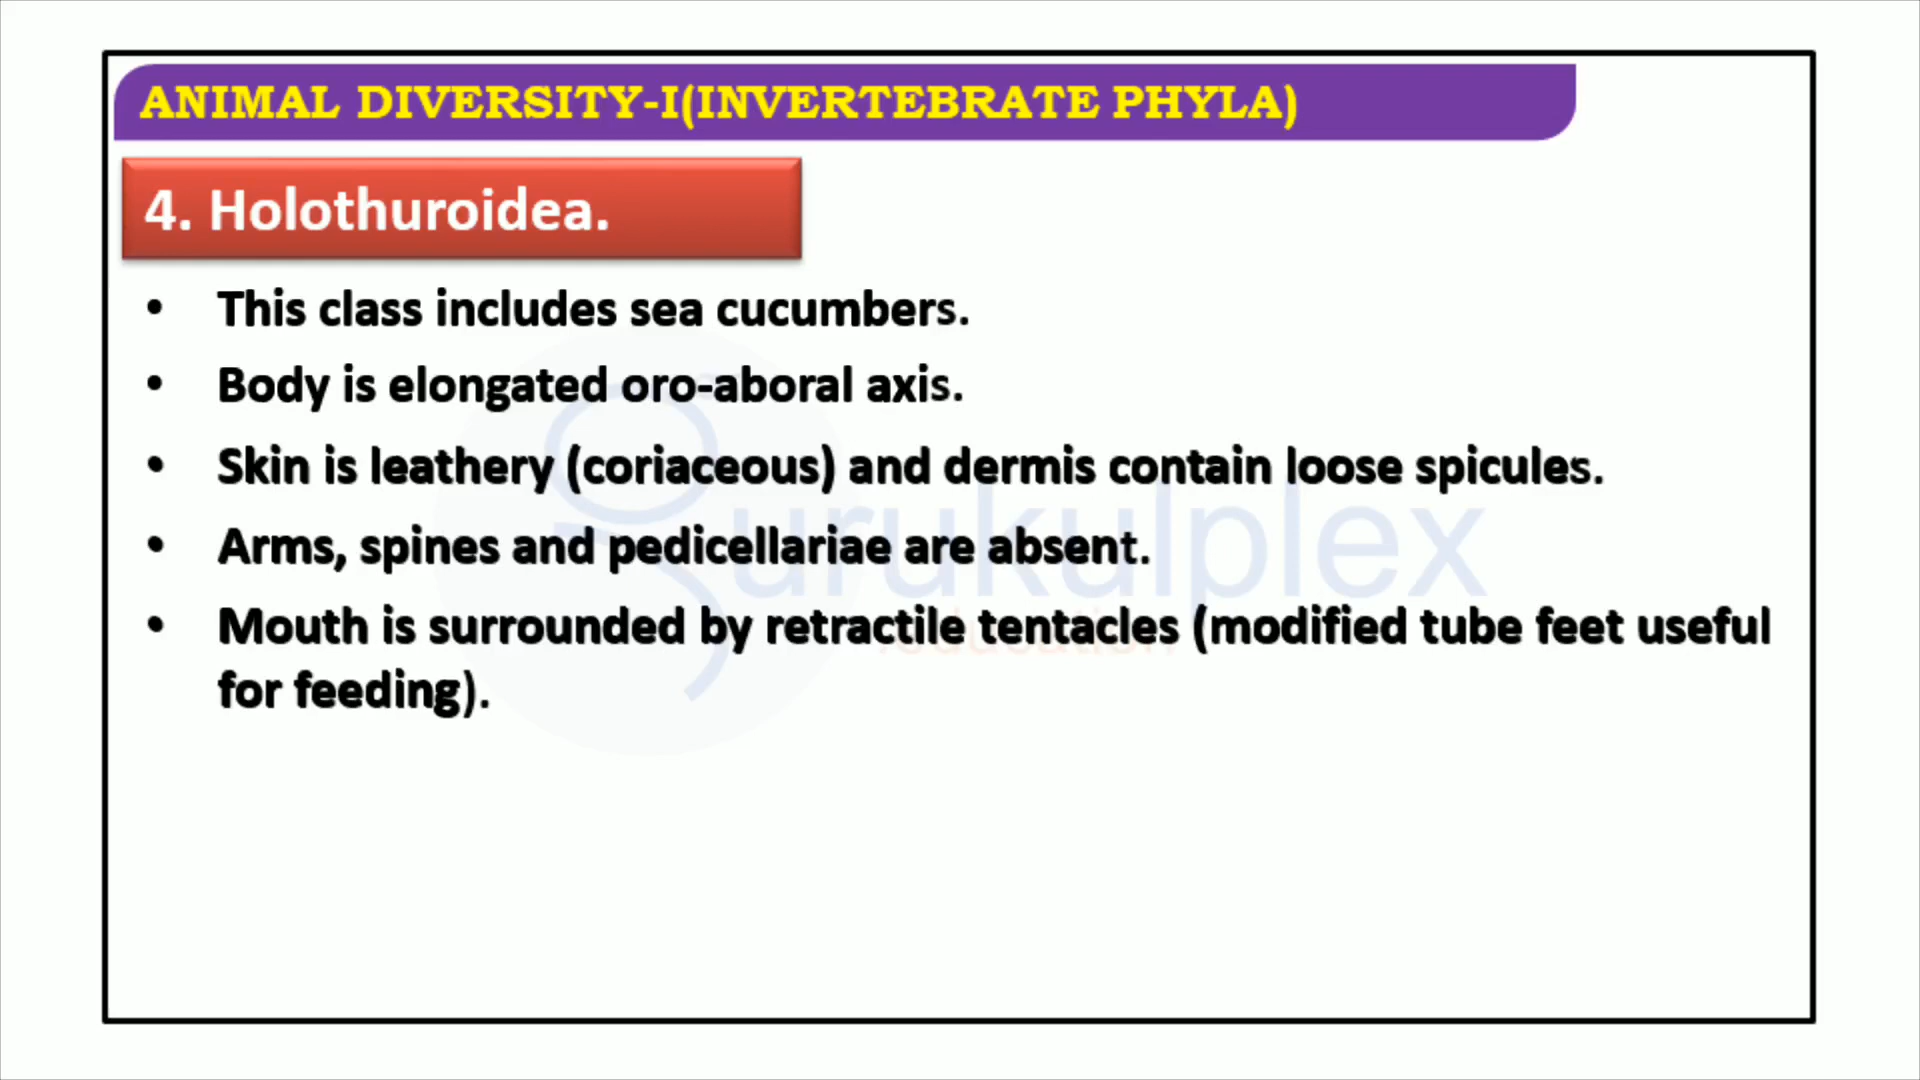 ANIMAL DIVERSITY-I(INVERTEBRATE PHYLA)
4. Holothuroidea.
• This class includes sea cucumbers.
• Body is elongated oro-aboral axis.
• Skin is leathery (coriaceous) and dermis contain loose spicules.
• Arms, spines and pedicellariae are absent.
• Mouth is surrounded by retractile tentacles (modified tube feet useful
for feeding).
gurukulplex
.education